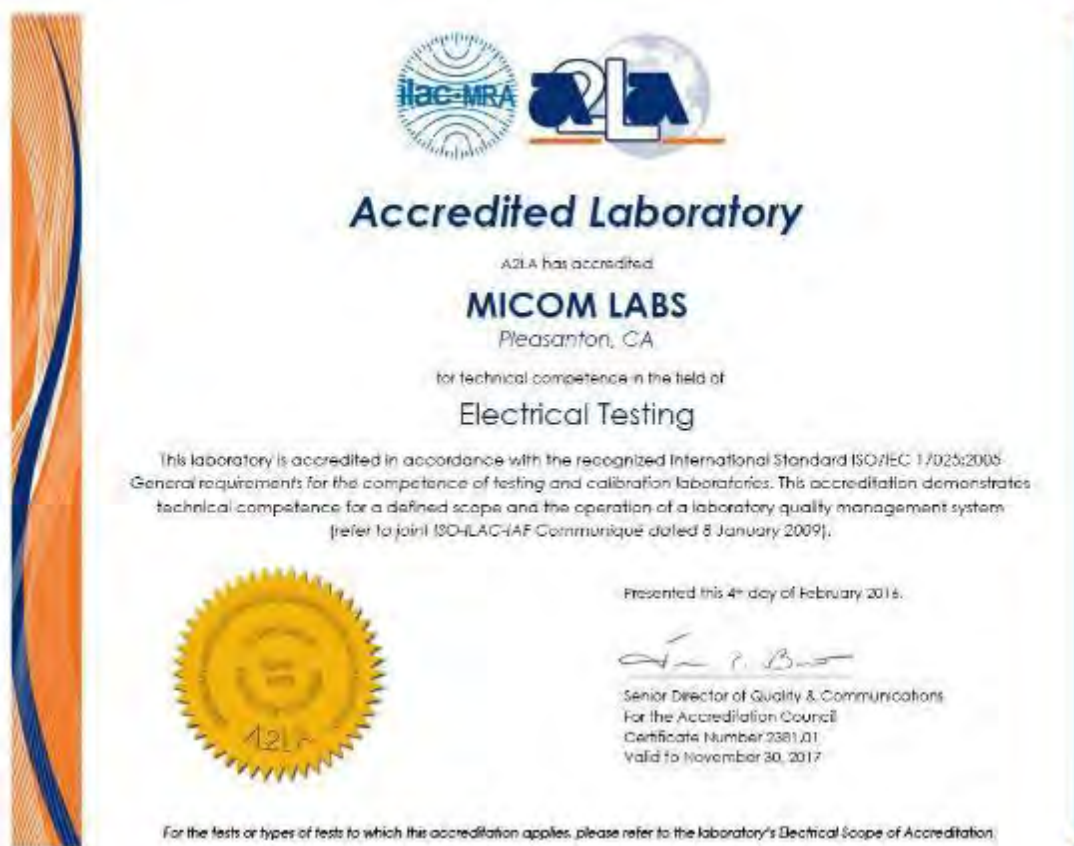 ilac-MRA
a2La
Accredited Laboratory
A2LA has accredited
MICOM LABS
Pleasanton, CA
for technical competence in the field of
Electrical Testing
This laboratory is accredited in accordance with the recognized International Standard ISO/IEC 17025:2005
General requirements for the competence of testing and calibration laboratories. This accreditation demonstrates
technical competence for a defined scope and the operation of a laboratory quality management system
(refer to joint ISO-ILAC-IAF Communiqué dated 8 January 2009).
Presented this 4th day of February 2016.
Senior Director of Quality & Communications
For the Accreditation Council
Certificate Number 2381.01
Valid to November 30, 2017
A2LA
For the tests or types of tests to which this accreditation applies, please refer to the laboratory's Electrical Scope of Accreditation.